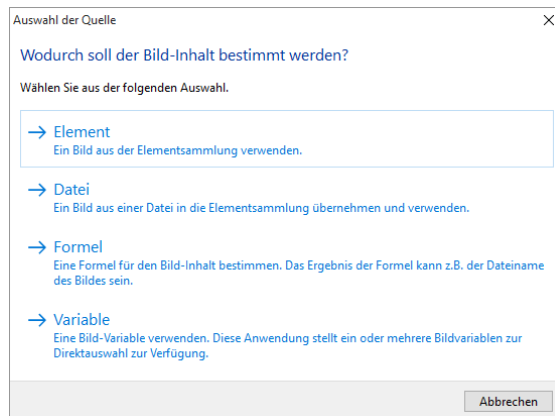 Auswahl der Quelle
Wodurch soll der Bild-Inhalt bestimmt werden?
Wählen Sie aus der folgenden Auswahl.
Element
Ein Bild aus der Elementsammlung verwenden.
Datei
Ein Bild aus einer Datei in die Elementsammlung übernehmen und verwenden.
Formel
Eine Formel für den Bild-Inhalt bestimmen. Das Ergebnis der Formel kann z.B. der Dateiname
des Bildes sein.
Variable
Eine Bild-Variable verwenden. Diese Anwendung stellt ein oder mehrere Bildvariablen zur
Direktauswahl zur Verfügung.
Abbrechen